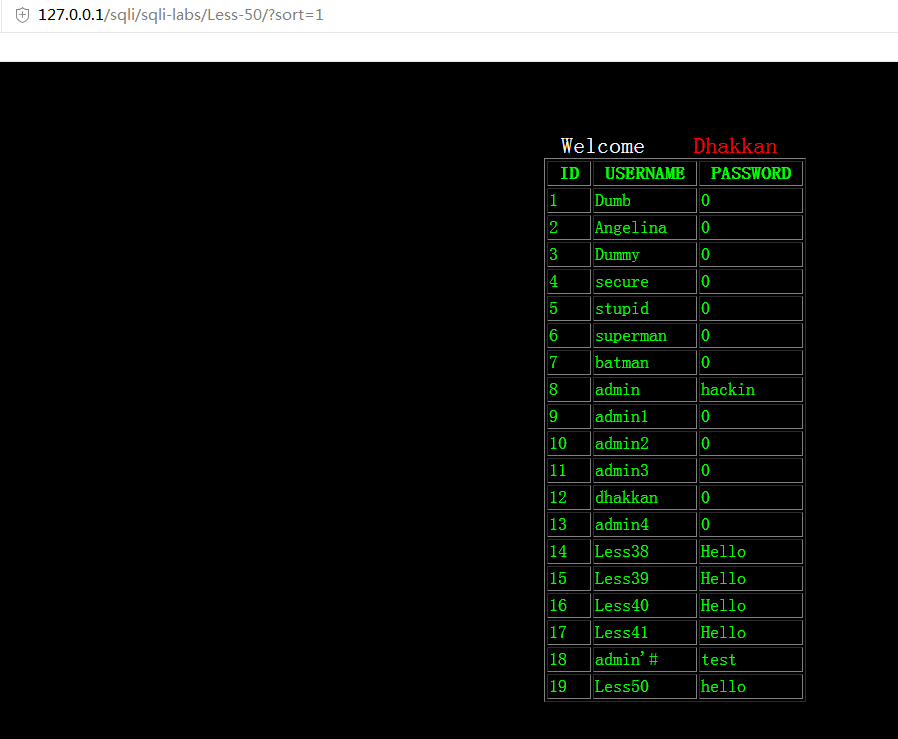 127.0.0.1/sqli/sqli-labs/Less-50/?sort=1
Welcome Dhakkan
ID USERNAME PASSWORD
1 Dumb 0
2 Angelina 0
3 Dummy 0
4 secure 0
5 stupid 0
6 superman 0
7 batman 0
8 admin hackin
9 admin1 0
10 admin2 0
11 admin3 0
12 dhakkan 0
13 admin4 0
14 Less38 Hello
15 Less39 Hello
16 Less40 Hello
17 Less41 Hello
18 admin'# test
19 Less50 hello